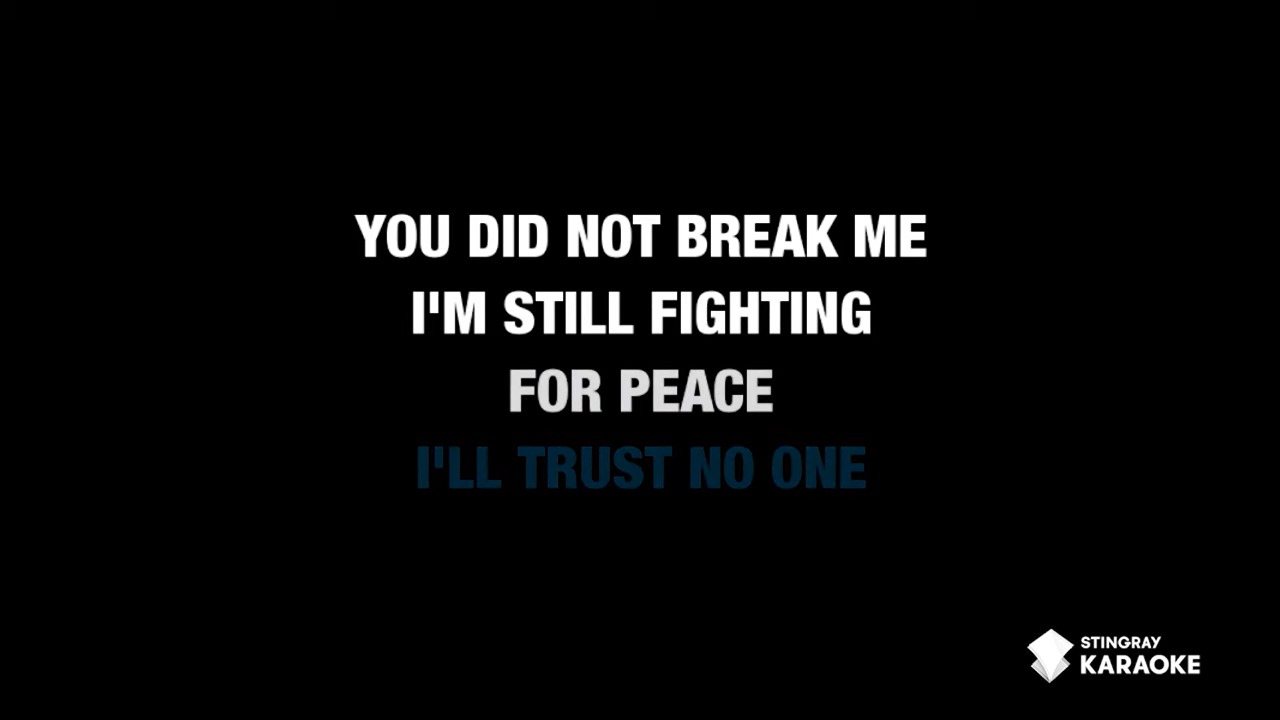 YOU DID NOT BREAK ME
I'M STILL FIGHTING
FOR PEACE
I'LL TRUST NO ONE
STINGRAY
KARAOKE